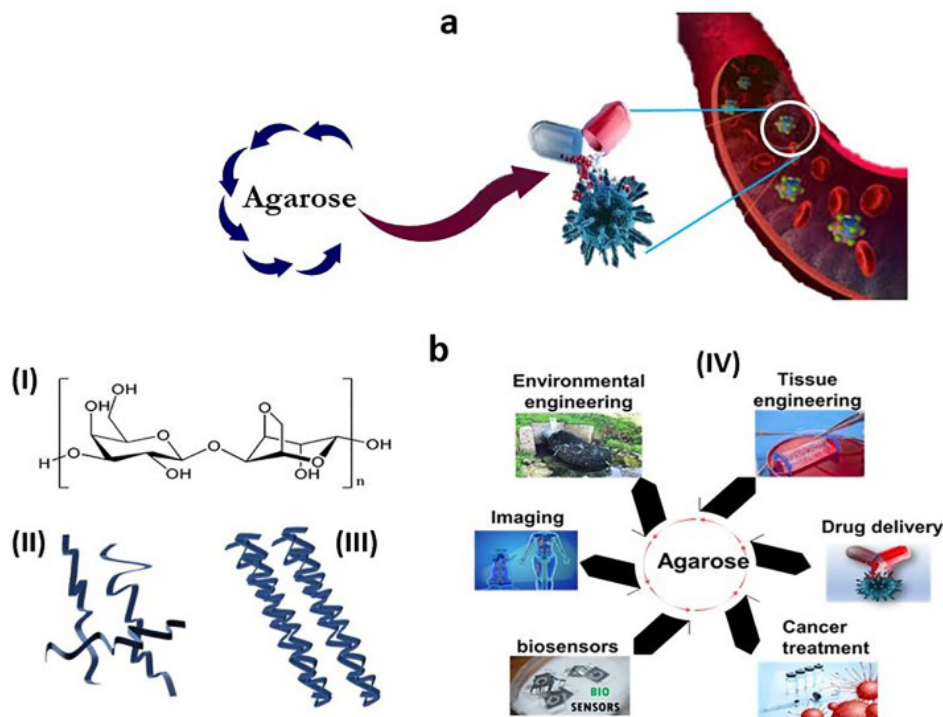 a
Agarose
b
(I)
OH
OH
O
O
O
OH
H
O
OH
OH
O
n
(II)
(III)
(IV)
Environmental
engineering
Tissue
engineering
Imaging
Agarose
Drug delivery
biosensors
BIO
SENSORS
Cancer
treatment